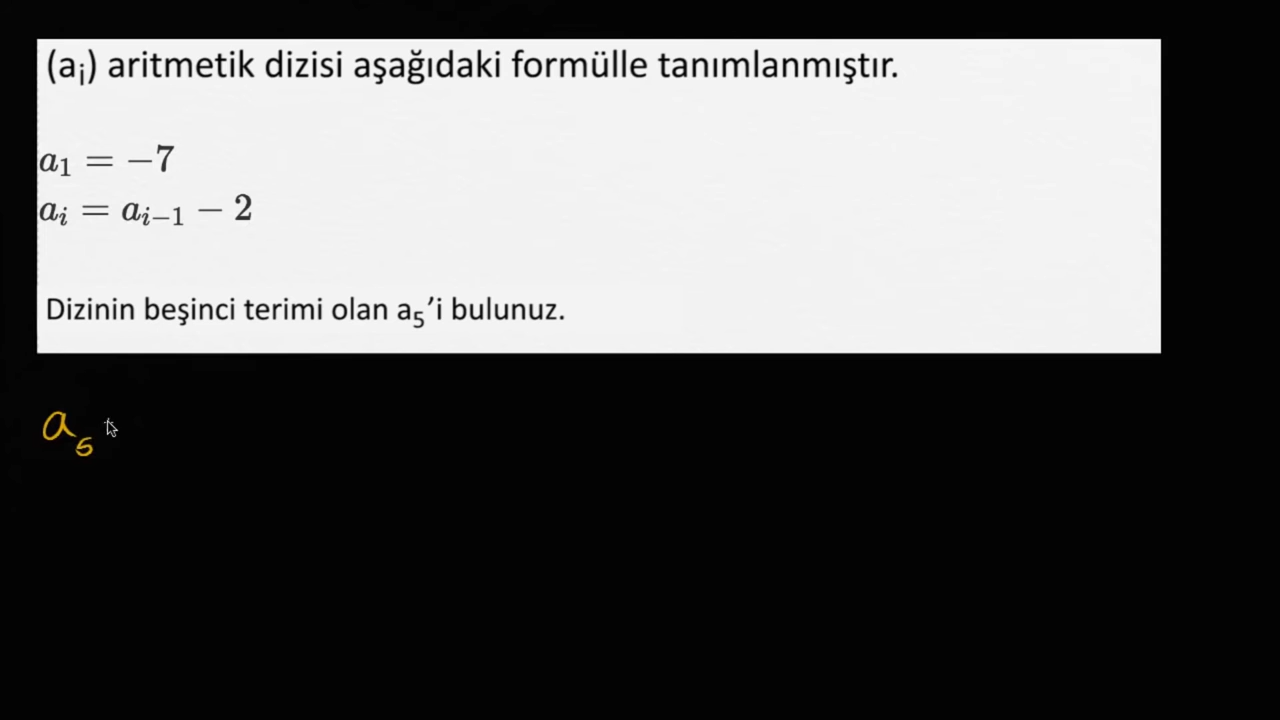 (aᵢ) aritmetik dizisi aşağıdaki formülle tanımlanmıştır.
a₁ = −7
aᵢ = aᵢ₋₁ − 2
Dizinin beşinci terimi olan a₅'i bulunuz.
a₅